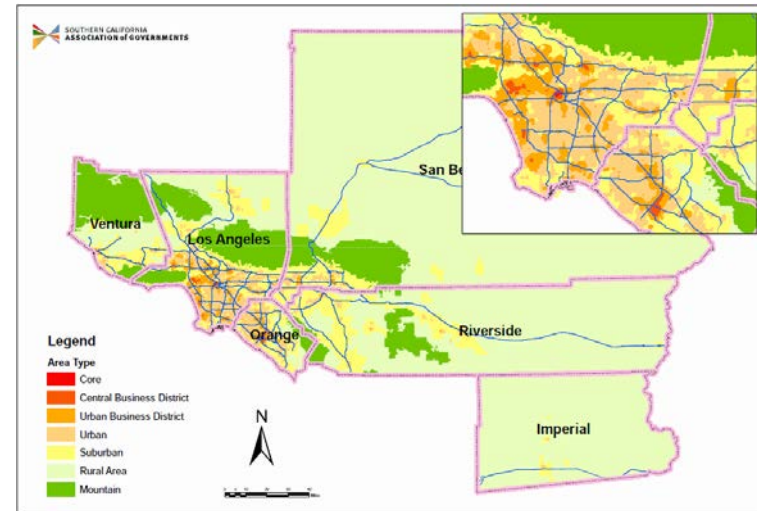 SOUTHERN CALIFORNIA
ASSOCIATION of GOVERNMENTS
San Be
Ventura
Los Angeles
Orange
Riverside
Imperial
N
Legend
Area Type
Core
Central Business District
Urban Business District
Urban
Suburban
Rural Area
Mountain